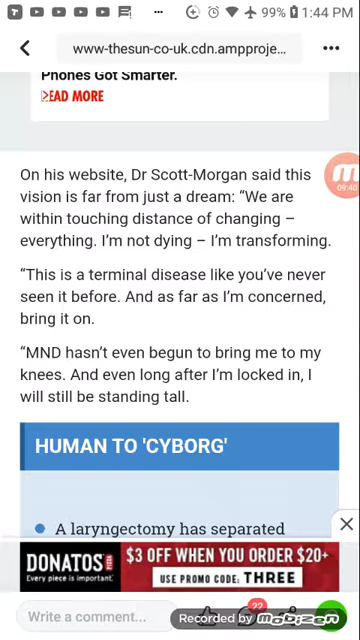 99% 1:44 PM
www-thesun-co-uk.cdn.ampproje...
Phones Got Smarter.
READ MORE
On his website, Dr Scott-Morgan said this
vision is far from just a dream: “We are
within touching distance of changing –
everything. I’m not dying – I’m transforming.
“This is a terminal disease like you’ve never
seen it before. And as far as I’m concerned,
bring it on.
“MND hasn’t even begun to bring me to my
knees. And even long after I’m locked in, I
will still be standing tall.
09:40
HUMAN TO 'CYBORG'
A laryngectomy has separated
DONATOS PIZZA
Every piece is important.
$3 OFF WHEN YOU ORDER $20+
USE PROMO CODE: THREE
Write a comment...
22
Recorded by mobizen